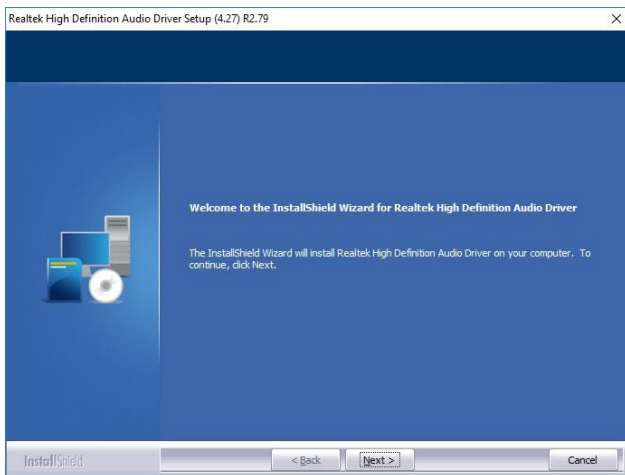 Realtek High Definition Audio Driver Setup (4.27) R2.79
Welcome to the InstallShield Wizard for Realtek High Definition Audio Driver
The InstallShield Wizard will install Realtek High Definition Audio Driver on your computer. To
continue, click Next.
InstallShield
< Back Next > Cancel